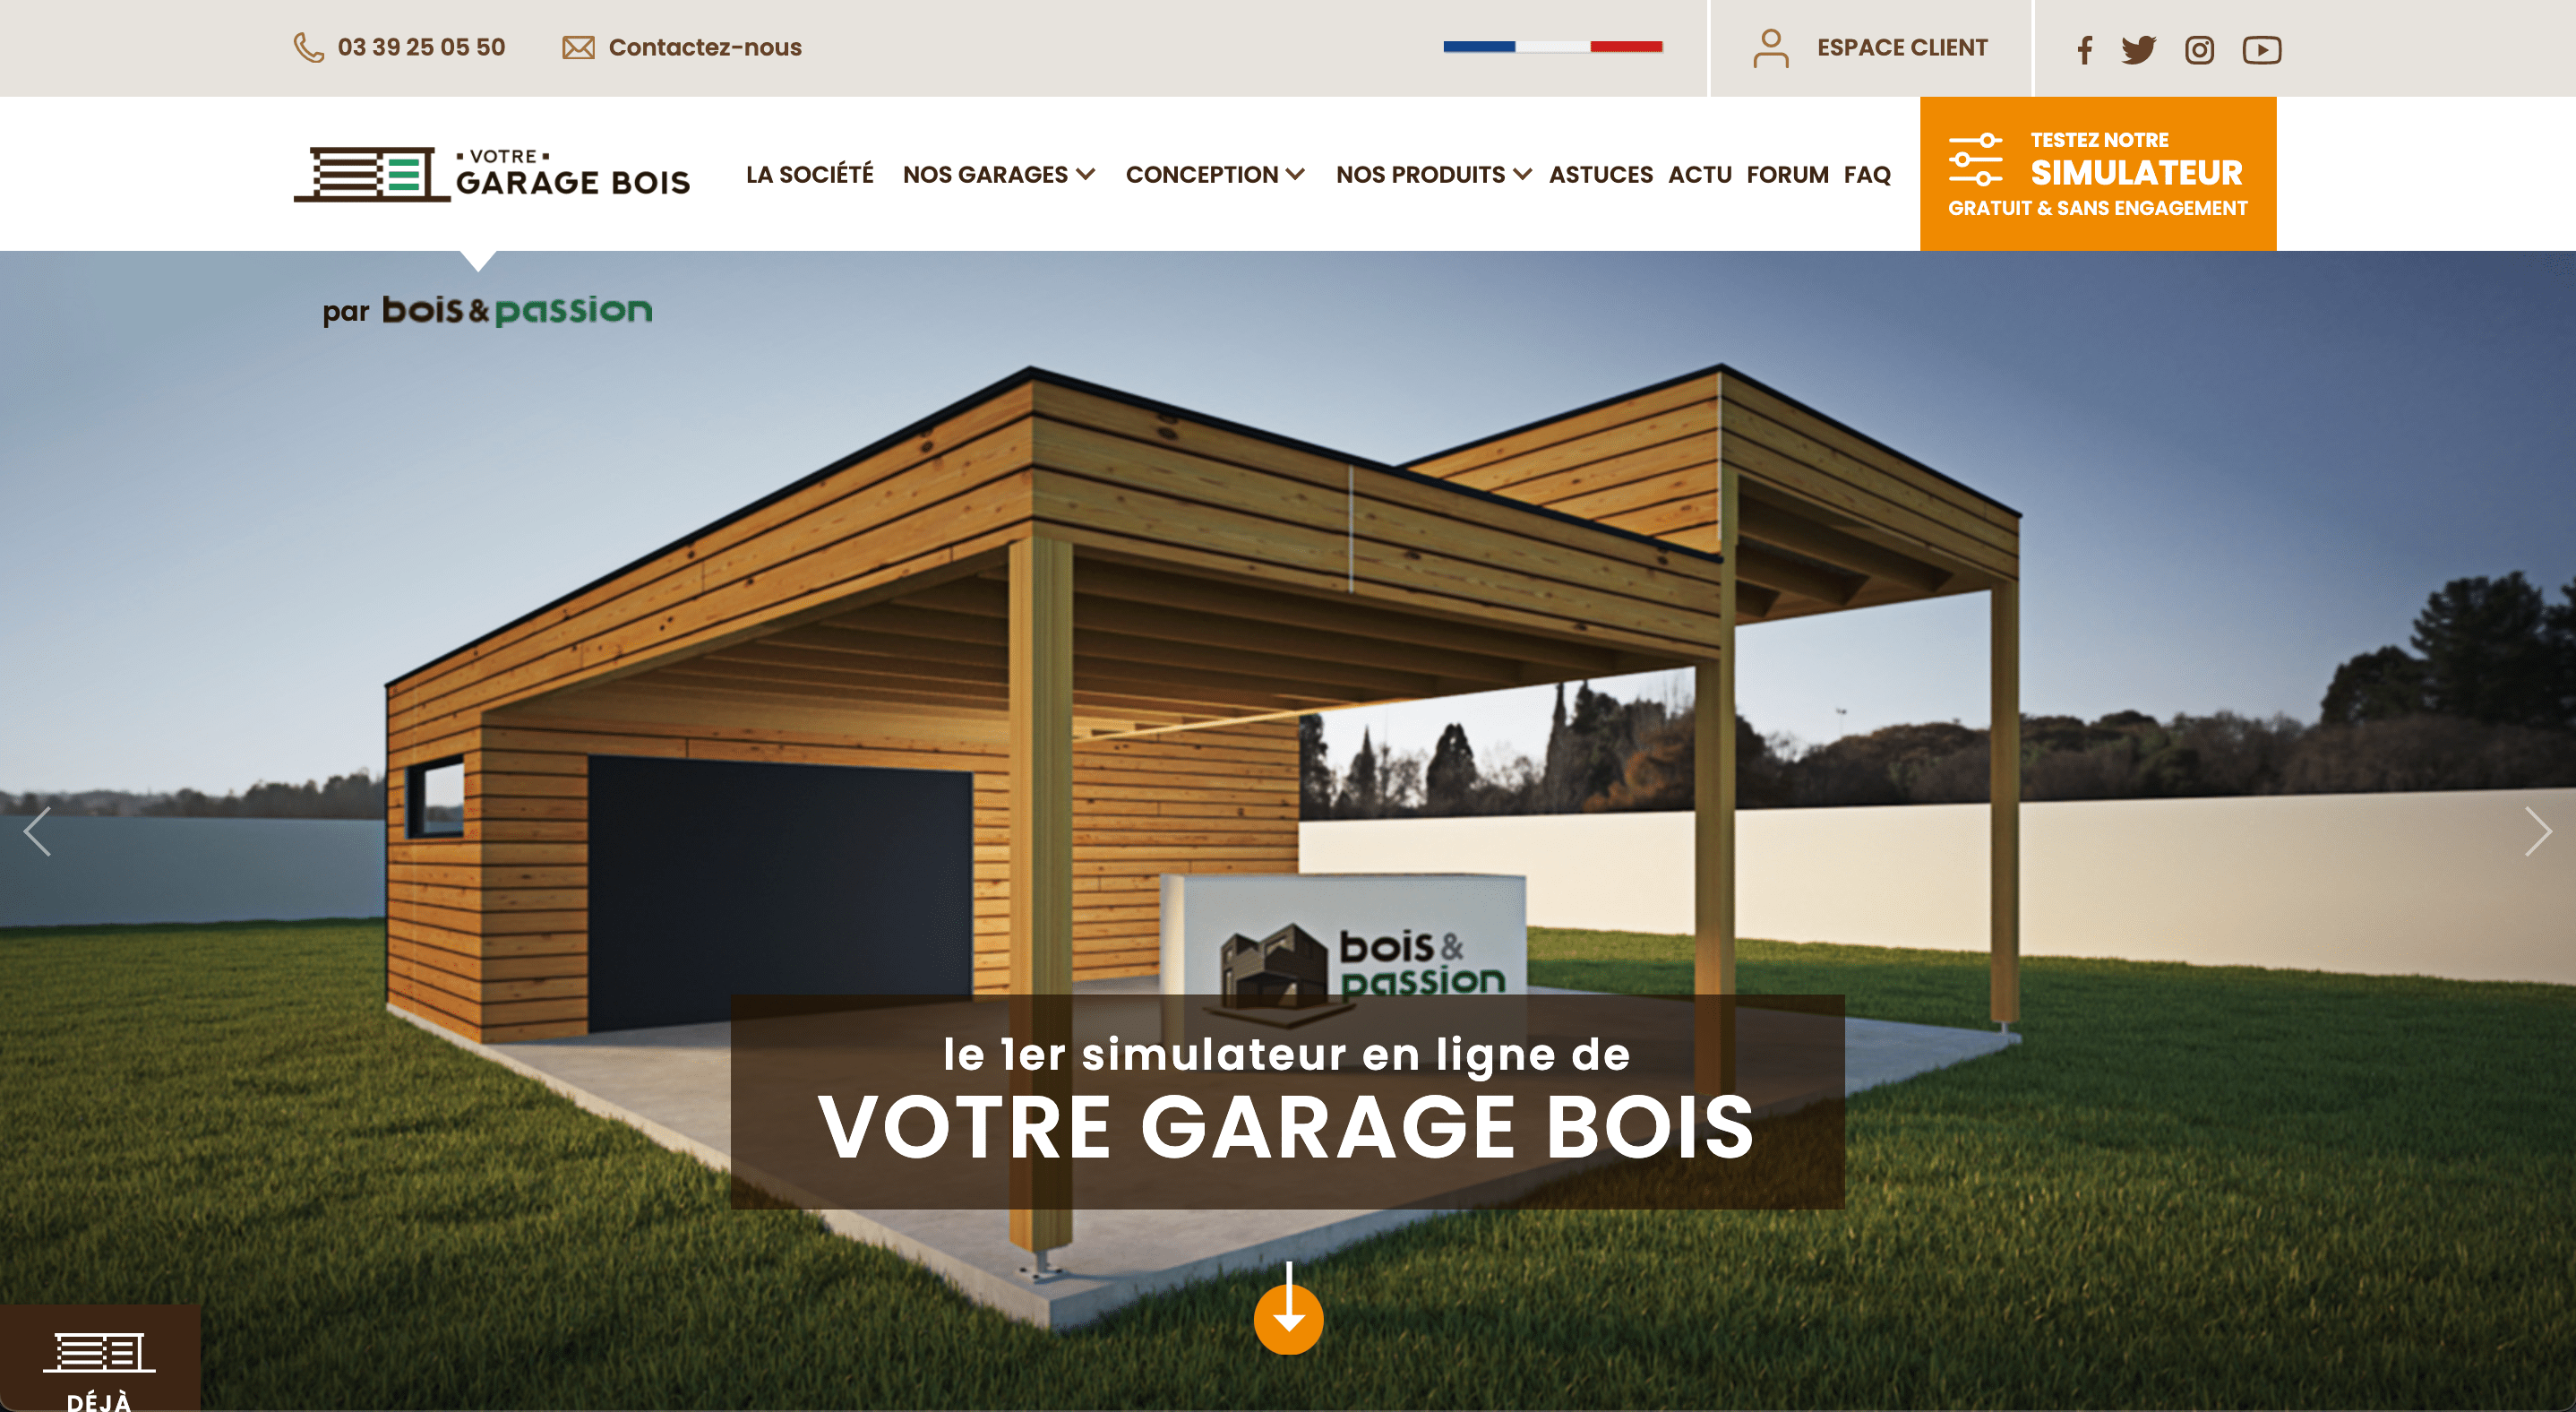 03 39 25 05 50
Contactez-nous
ESPACE CLIENT
VOTRE
GARAGE BOIS
LA SOCIÉTÉ
NOS GARAGES
CONCEPTION
NOS PRODUITS
ASTUCES
ACTU
FORUM
FAQ
TESTEZ NOTRE
SIMULATEUR
GRATUIT & SANS ENGAGEMENT
par bois & passion
bois &
passion
le 1er simulateur en ligne de
VOTRE GARAGE BOIS
DÉJÀ